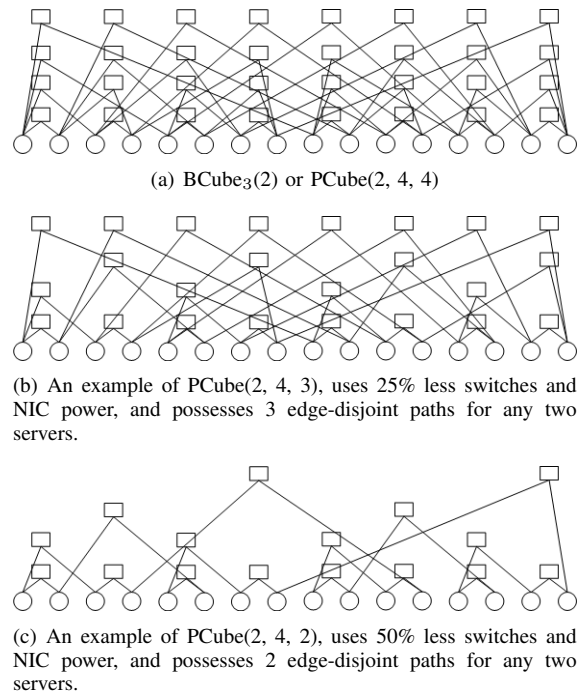 (a) BCube₃(2) or PCube(2, 4, 4)
(b) An example of PCube(2, 4, 3), uses 25% less switches and
NIC power, and possesses 3 edge-disjoint paths for any two
servers.
(c) An example of PCube(2, 4, 2), uses 50% less switches and
NIC power, and possesses 2 edge-disjoint paths for any two
servers.